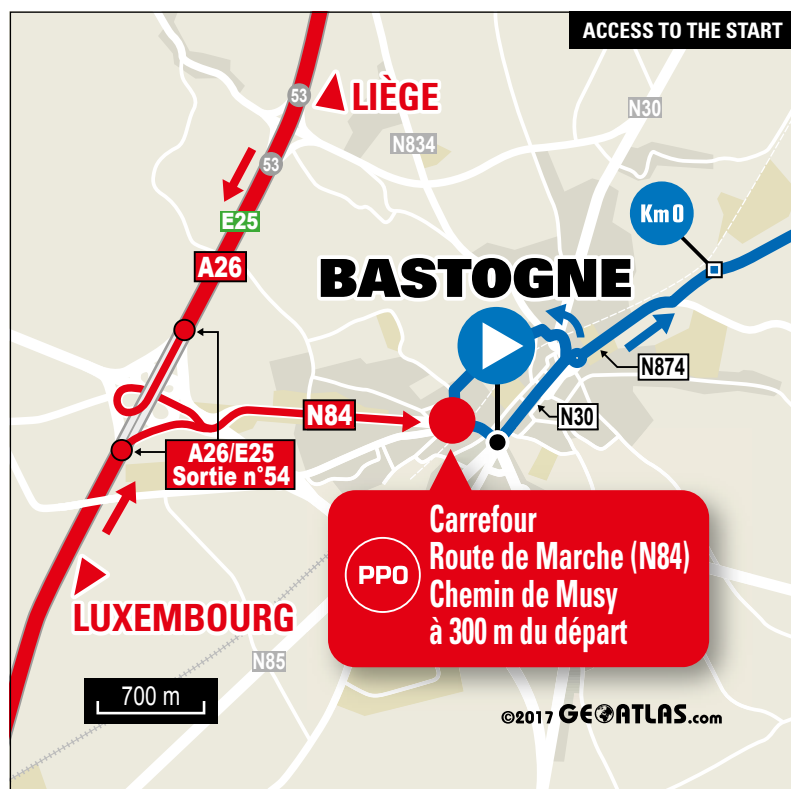 ACCESS TO THE START
53
LIÈGE
N30
N834
53
Km 0
E25
A26
BASTOGNE
N874
N84
N30
A26/E25
Sortie n°54
PPO
Carrefour
Route de Marche (N84)
Chemin de Musy
à 300 m du départ
LUXEMBOURG
N85
700 m
©2017 GEOATLAS.com